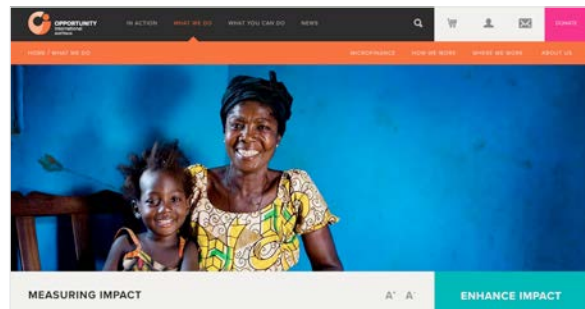 OPPORTUNITY
International
Australia
IN ACTION
WHAT WE DO
WHAT YOU CAN DO
NEWS
DONATE
HOME / WHAT WE DO
MICROFINANCE
HOW WE WORK
WHERE WE WORK
ABOUT US
MEASURING IMPACT
A+ A-
ENHANCE IMPACT